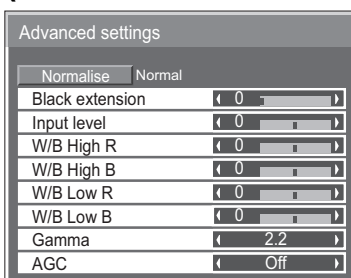 Advanced settings
Normalise Normal
Black extension 0
Input level 0
W/B High R 0
W/B High B 0
W/B Low R 0
W/B Low B 0
Gamma 2.2
AGC Off